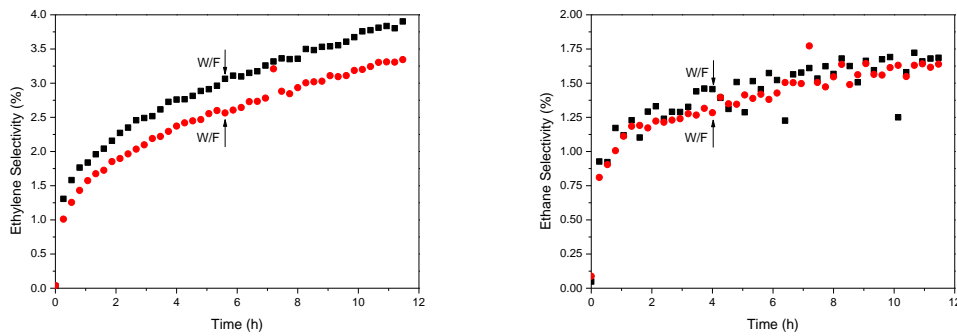 4.0
3.5
3.0
2.5
2.0
1.5
1.0
0.5
0.0
Ethylene Selectivity (%)
W/F
W/F
0 2 4 6 8 10 12
Time (h)
2.00
1.75
1.50
1.25
1.00
0.75
0.50
0.25
0.00
Ethane Selectivity (%)
W/F
W/F
0 2 4 6 8 10 12
Time (h)